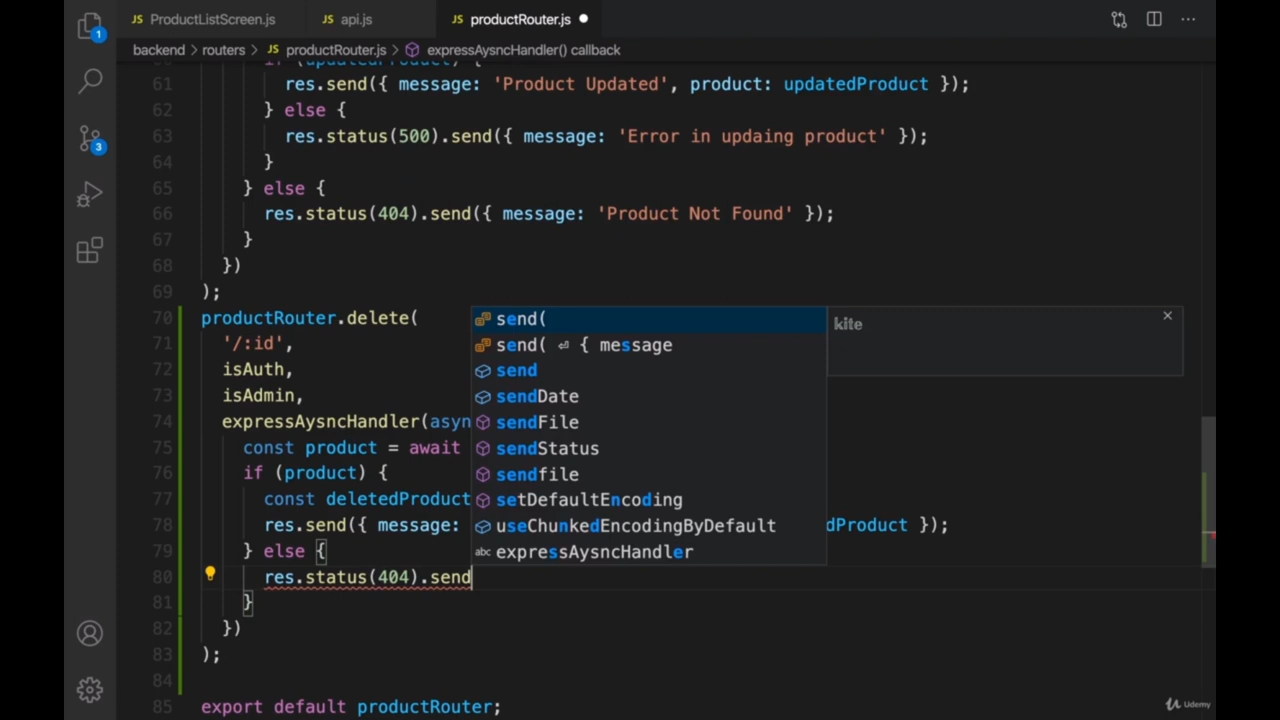 ProductListScreen.js
api.js
productRouter.js
1
backend > routers > productRouter.js > expressAysncHandler() callback
61 res.send({ message: 'Product Updated', product: updatedProduct });
62 } else {
63 res.status(500).send({ message: 'Error in updaing product' });
64 }
65 } else {
66 res.status(404).send({ message: 'Product Not Found' });
67 }
68 })
69 );
3
70 productRouter.delete(
71 '/:id',
72 isAuth,
73 isAdmin,
74 expressAysncHandler(asyn
75 const product = await
76 if (product) {
77 const deletedProduct
78 res.send({ message: dProduct });
79 } else {
80 res.status(404).send
81 }
82 })
83 );
84
85 export default productRouter;
send(
send( ⏎ { message
send
sendDate
sendFile
sendStatus
sendfile
setDefaultEncoding
useChunkedEncodingByDefault
abc expressAysncHandler
kite
Udemy